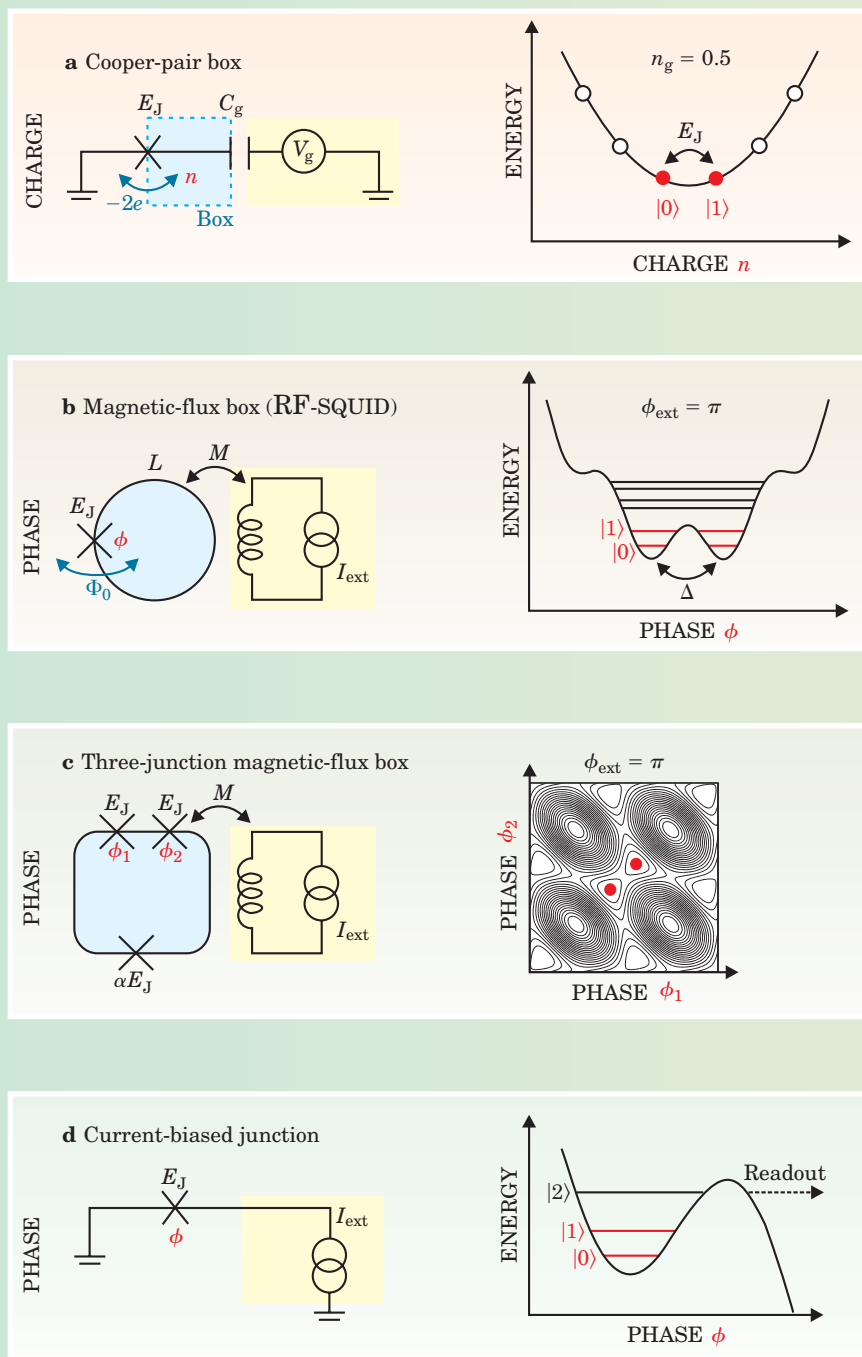 a Cooper-pair box
CHARGE
E_J
C_g
V_g
n
−2e
Box
ENERGY
n_g = 0.5
E_J
|0⟩ |1⟩
CHARGE n
b Magnetic-flux box (RF-SQUID)
PHASE
L
M
E_J
ϕ
Φ_0
I_ext
ENERGY
ϕ_ext = π
|1⟩
|0⟩
Δ
PHASE ϕ
c Three-junction magnetic-flux box
PHASE
E_J
E_J
M
ϕ_1
ϕ_2
I_ext
αE_J
ϕ_ext = π
PHASE ϕ_2
PHASE ϕ_1
d Current-biased junction
PHASE
E_J
ϕ
I_ext
ENERGY
Readout
|2⟩
|1⟩
|0⟩
PHASE ϕ